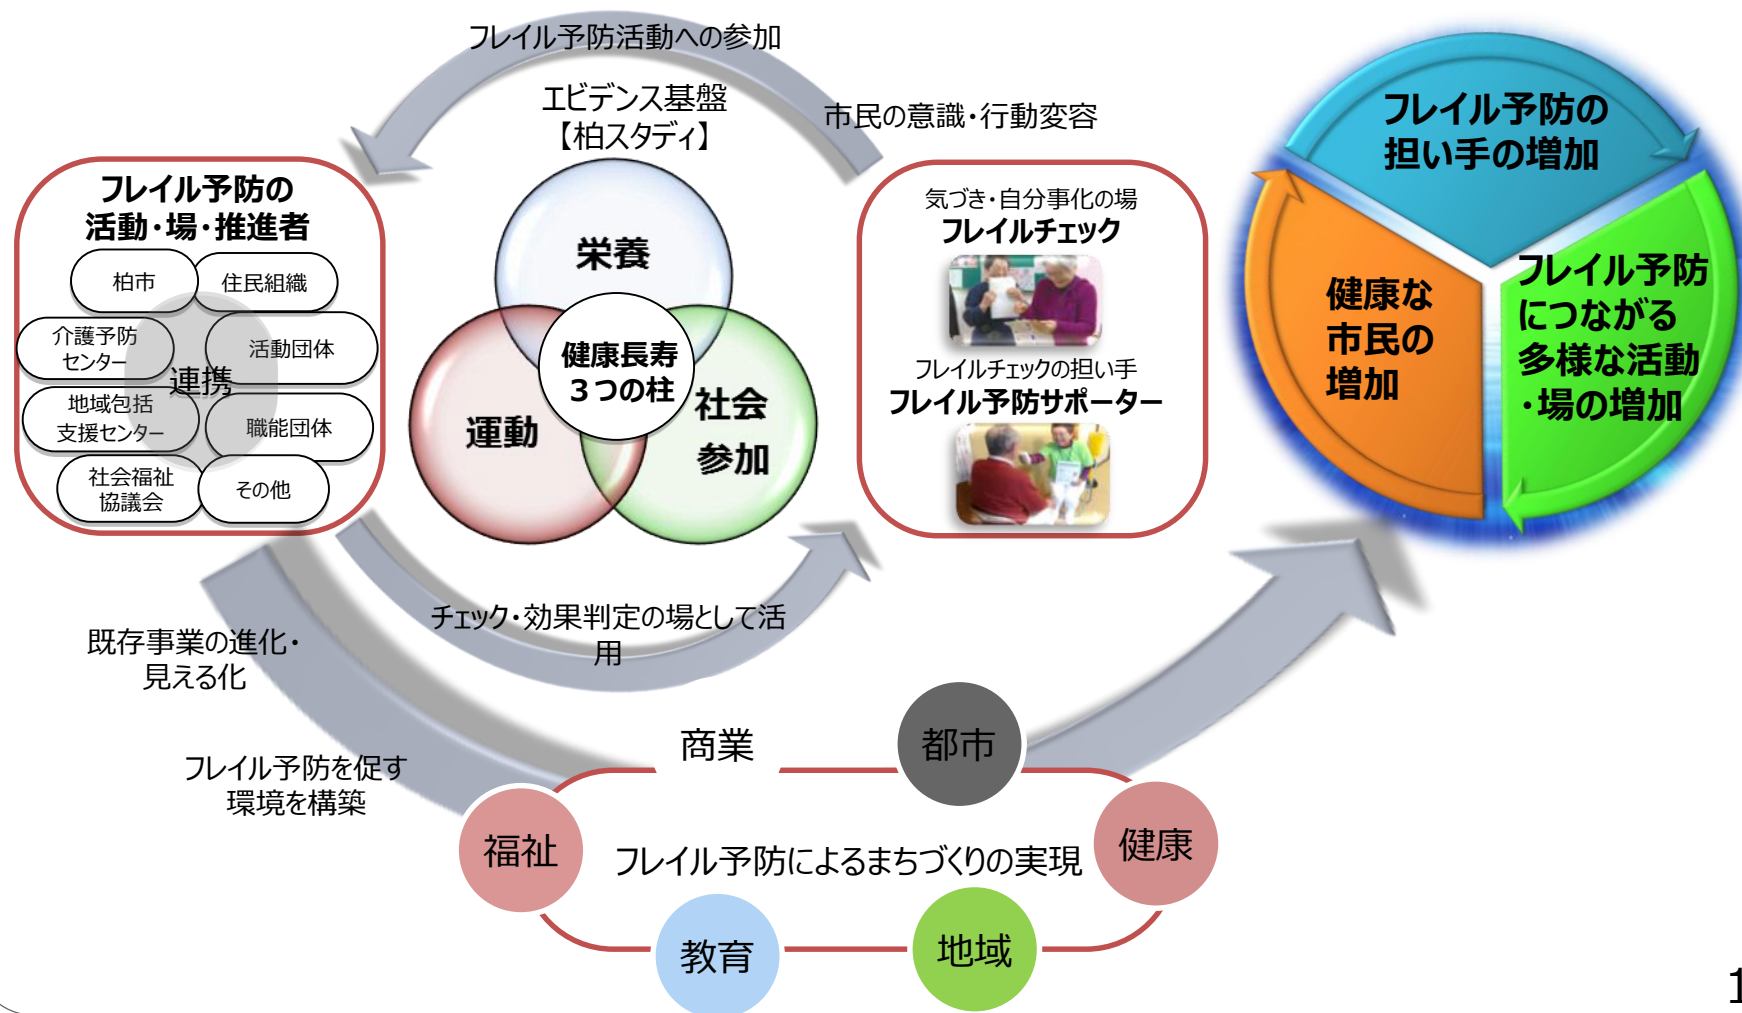 フレイル予防活動への参加
エビデンス基盤
【柏スタディ】
市民の意識・行動変容
フレイル予防の
活動・場・推進者
柏市
住民組織
介護予防
センター
活動団体
連携
地域包括
支援センター
職能団体
社会福祉
協議会
その他
栄養
健康長寿
３つの柱
運動
社会
参加
気づき・自分事化の場
フレイルチェック
フレイルチェックの担い手
フレイル予防サポーター
フレイル予防の
担い手の増加
健康な
市民の
増加
フレイル予防
につながる
多様な活動
・場の増加
チェック・効果判定の場として活
用
既存事業の進化・
見える化
フレイル予防を促す
環境を構築
商業
都市
福祉
健康
フレイル予防によるまちづくりの実現
教育
地域
1